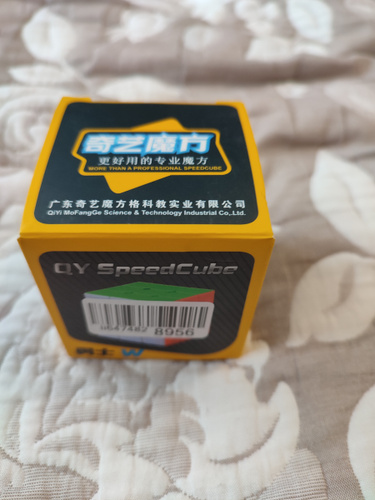 奇艺魔方
更好用的专业魔方
MORE THAN A PROFESSIONAL SPEEDCUBE
广东奇艺魔方格科教实业有限公司
QiYi MoFangGe Science & Technology Industrial Co., Ltd.
QY SpeedCube
8956
勇士 W